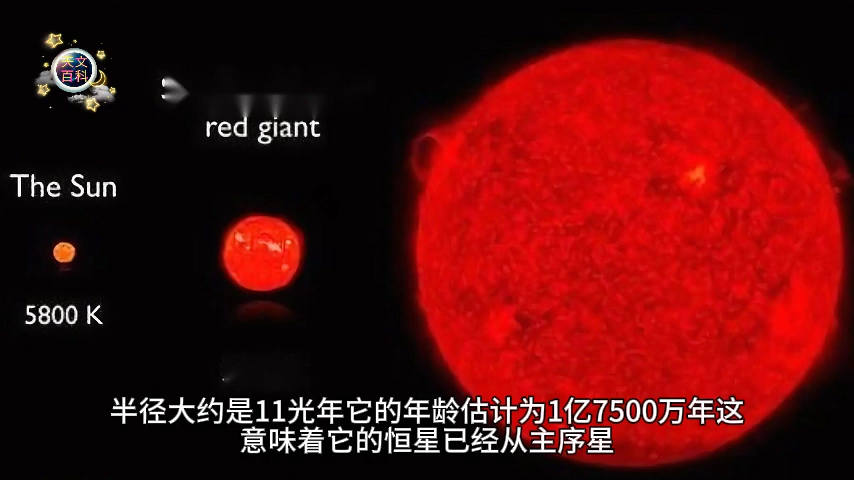 天文
百科
red giant
The Sun
5800 K
半径大约是11光年它的年龄估计为1亿7500万年这
意味着它的恒星已经从主序星